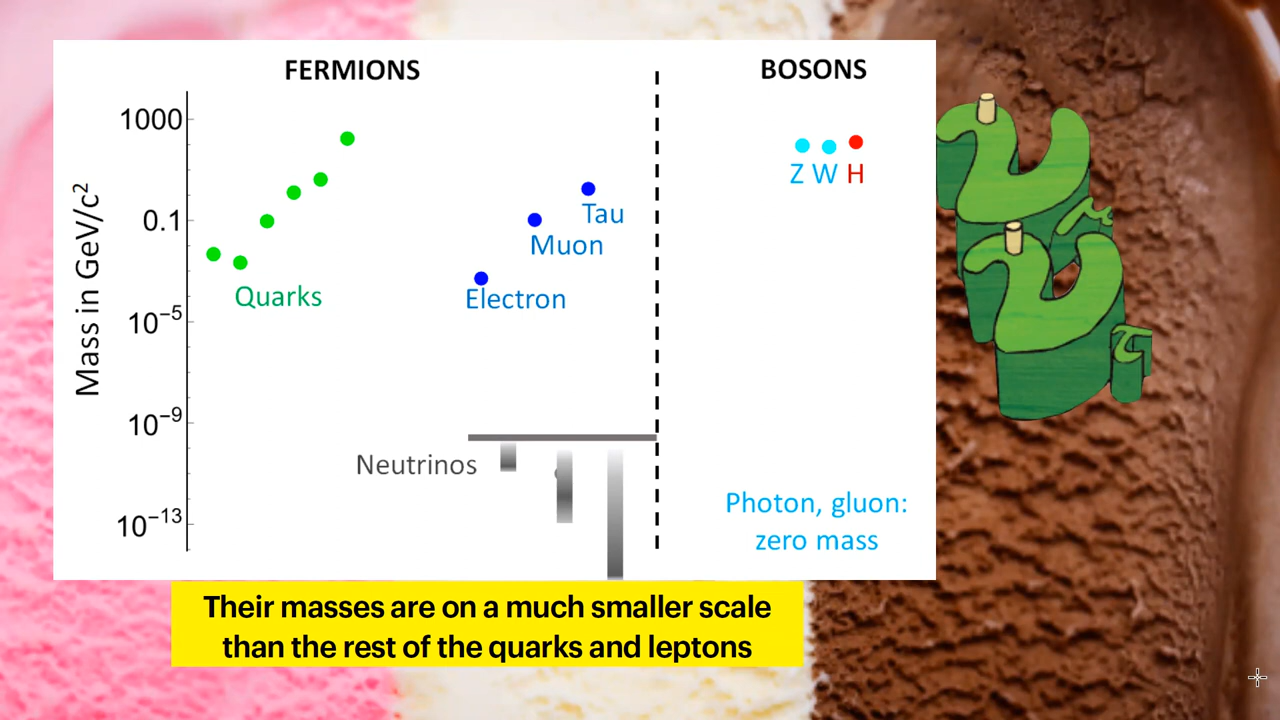 FERMIONS
BOSONS
1000
0.1
10⁻⁵
10⁻⁹
10⁻¹³
Mass in GeV/c²
Quarks
Electron
Muon
Tau
Neutrinos
Z W H
Photon, gluon:
zero mass
ν μ
ν τ
Their masses are on a much smaller scale
than the rest of the quarks and leptons